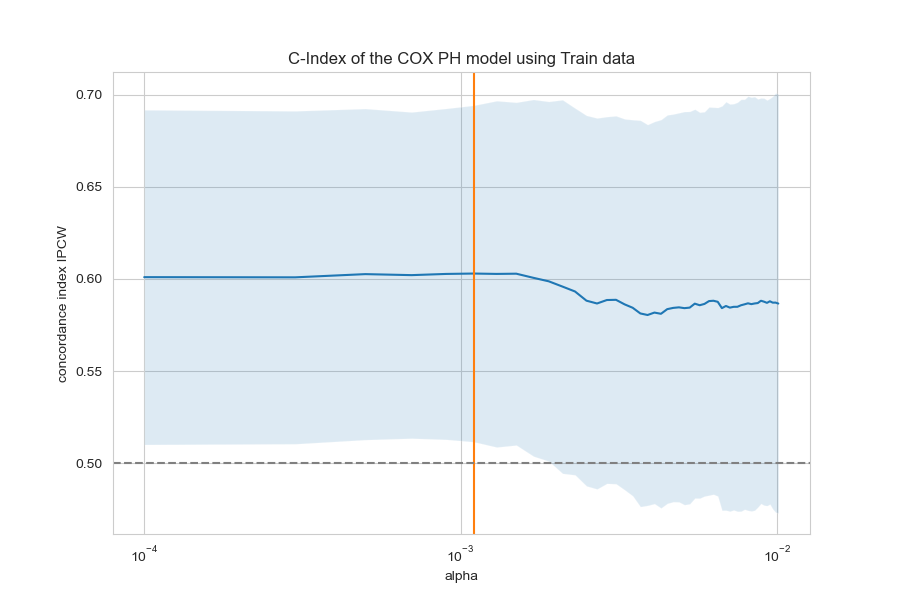 C-Index of the COX PH model using Train data
concordance index IPCW
0.70
0.65
0.60
0.55
0.50
10⁻⁴
10⁻³
10⁻²
alpha